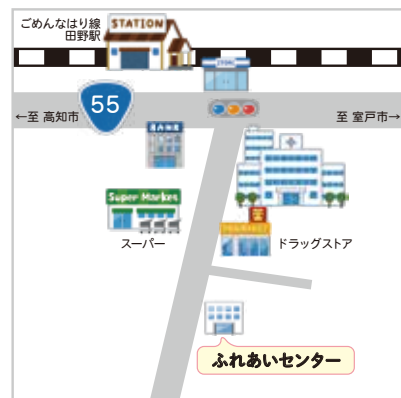 ごめんなはり線
田野駅
STATION
55
←至 高知市
至 室戸市→
BANK
Super Market
スーパー
ドラッグストア
ふれあいセンター